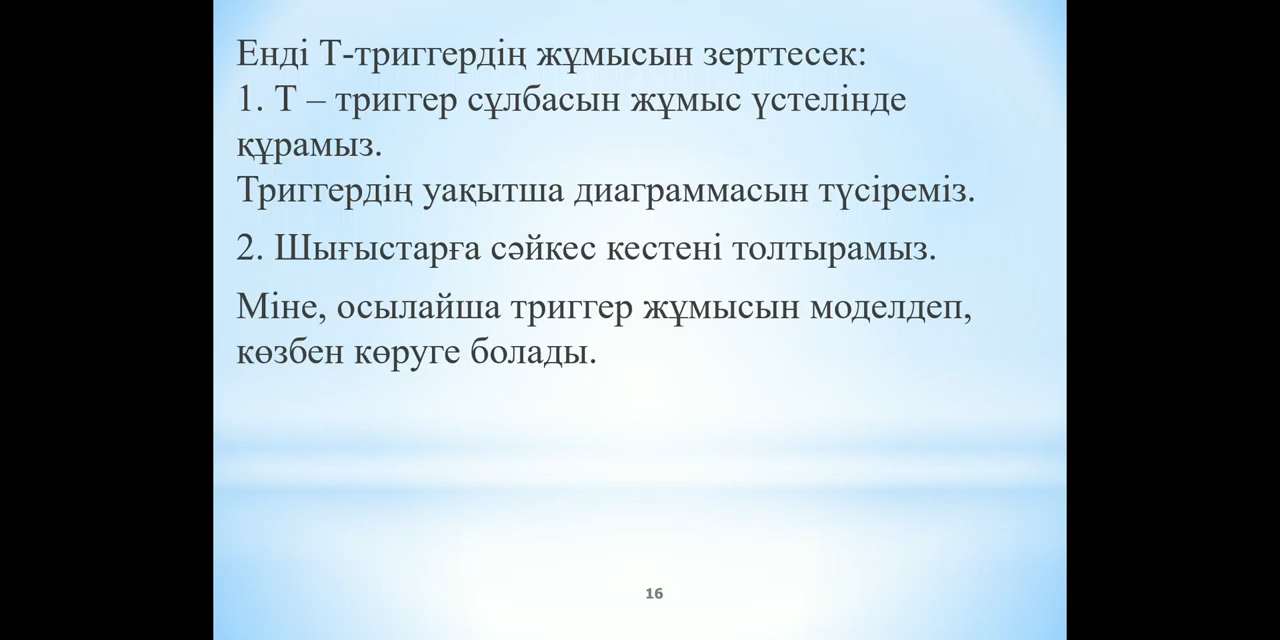 Енді Т-триггердің жұмысын зерттесек:
1. Т – триггер сұлбасын жұмыс үстелінде
құрамыз.
Триггердің уақытша диаграммасын түсіреміз.
2. Шығыстарға сәйкес кестені толтырамыз.
Міне, осылайша триггер жұмысын моделдеп,
көзбен көруге болады.
16